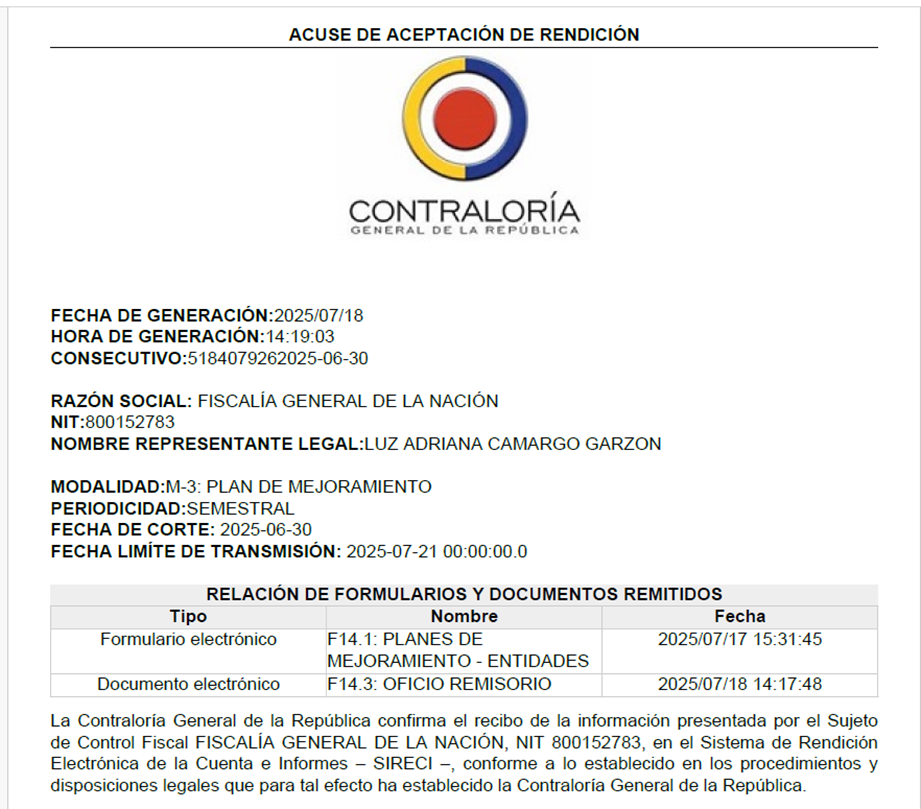 ACUSE DE ACEPTACIÓN DE RENDICIÓN
CONTRALORÍA
GENERAL DE LA REPÚBLICA
FECHA DE GENERACIÓN:2025/07/18
HORA DE GENERACIÓN:14:19:03
CONSECUTIVO:5184079262025-06-30
RAZÓN SOCIAL: FISCALÍA GENERAL DE LA NACIÓN
NIT:800152783
NOMBRE REPRESENTANTE LEGAL:LUZ ADRIANA CAMARGO GARZON
MODALIDAD:M-3: PLAN DE MEJORAMIENTO
PERIODICIDAD:SEMESTRAL
FECHA DE CORTE: 2025-06-30
FECHA LIMÍTE DE TRANSMISIÓN: 2025-07-21 00:00:00.0
RELACIÓN DE FORMULARIOS Y DOCUMENTOS REMITIDOS
Tipo Nombre Fecha
Formulario electrónico F14.1: PLANES DE 2025/07/17 15:31:45
MEJORAMIENTO - ENTIDADES
Documento electrónico F14.3: OFICIO REMISORIO 2025/07/18 14:17:48
La Contraloría General de la República confirma el recibo de la información presentada por el Sujeto
de Control Fiscal FISCALÍA GENERAL DE LA NACIÓN, NIT 800152783, en el Sistema de Rendición
Electrónica de la Cuenta e Informes – SIRECI –, conforme a lo establecido en los procedimientos y
disposiciones legales que para tal efecto ha establecido la Contraloría General de la República.